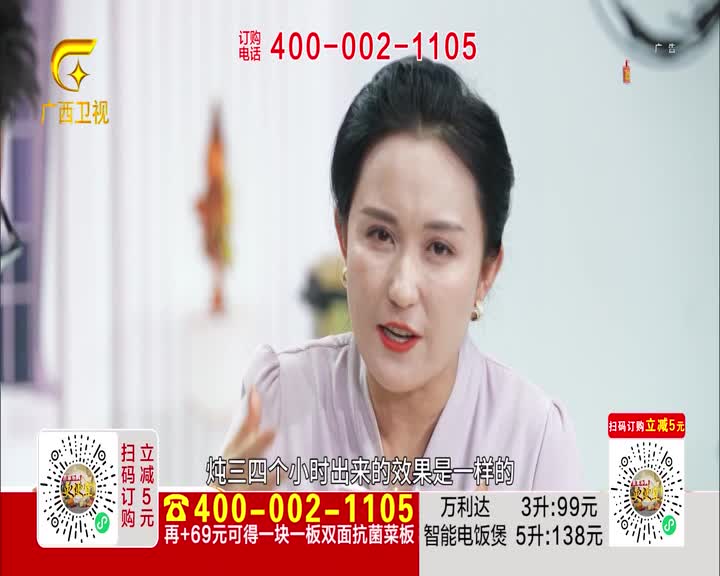 订购电话 400-002-1105
广告
广西卫视
炖三四个小时出来的效果是一样的
立减5元
扫码订购
扫码订购立减5元
☎400-002-1105
再+69元可得一块一板双面抗菌菜板
万利达 3升:99元
智能电饭煲 5升:138元